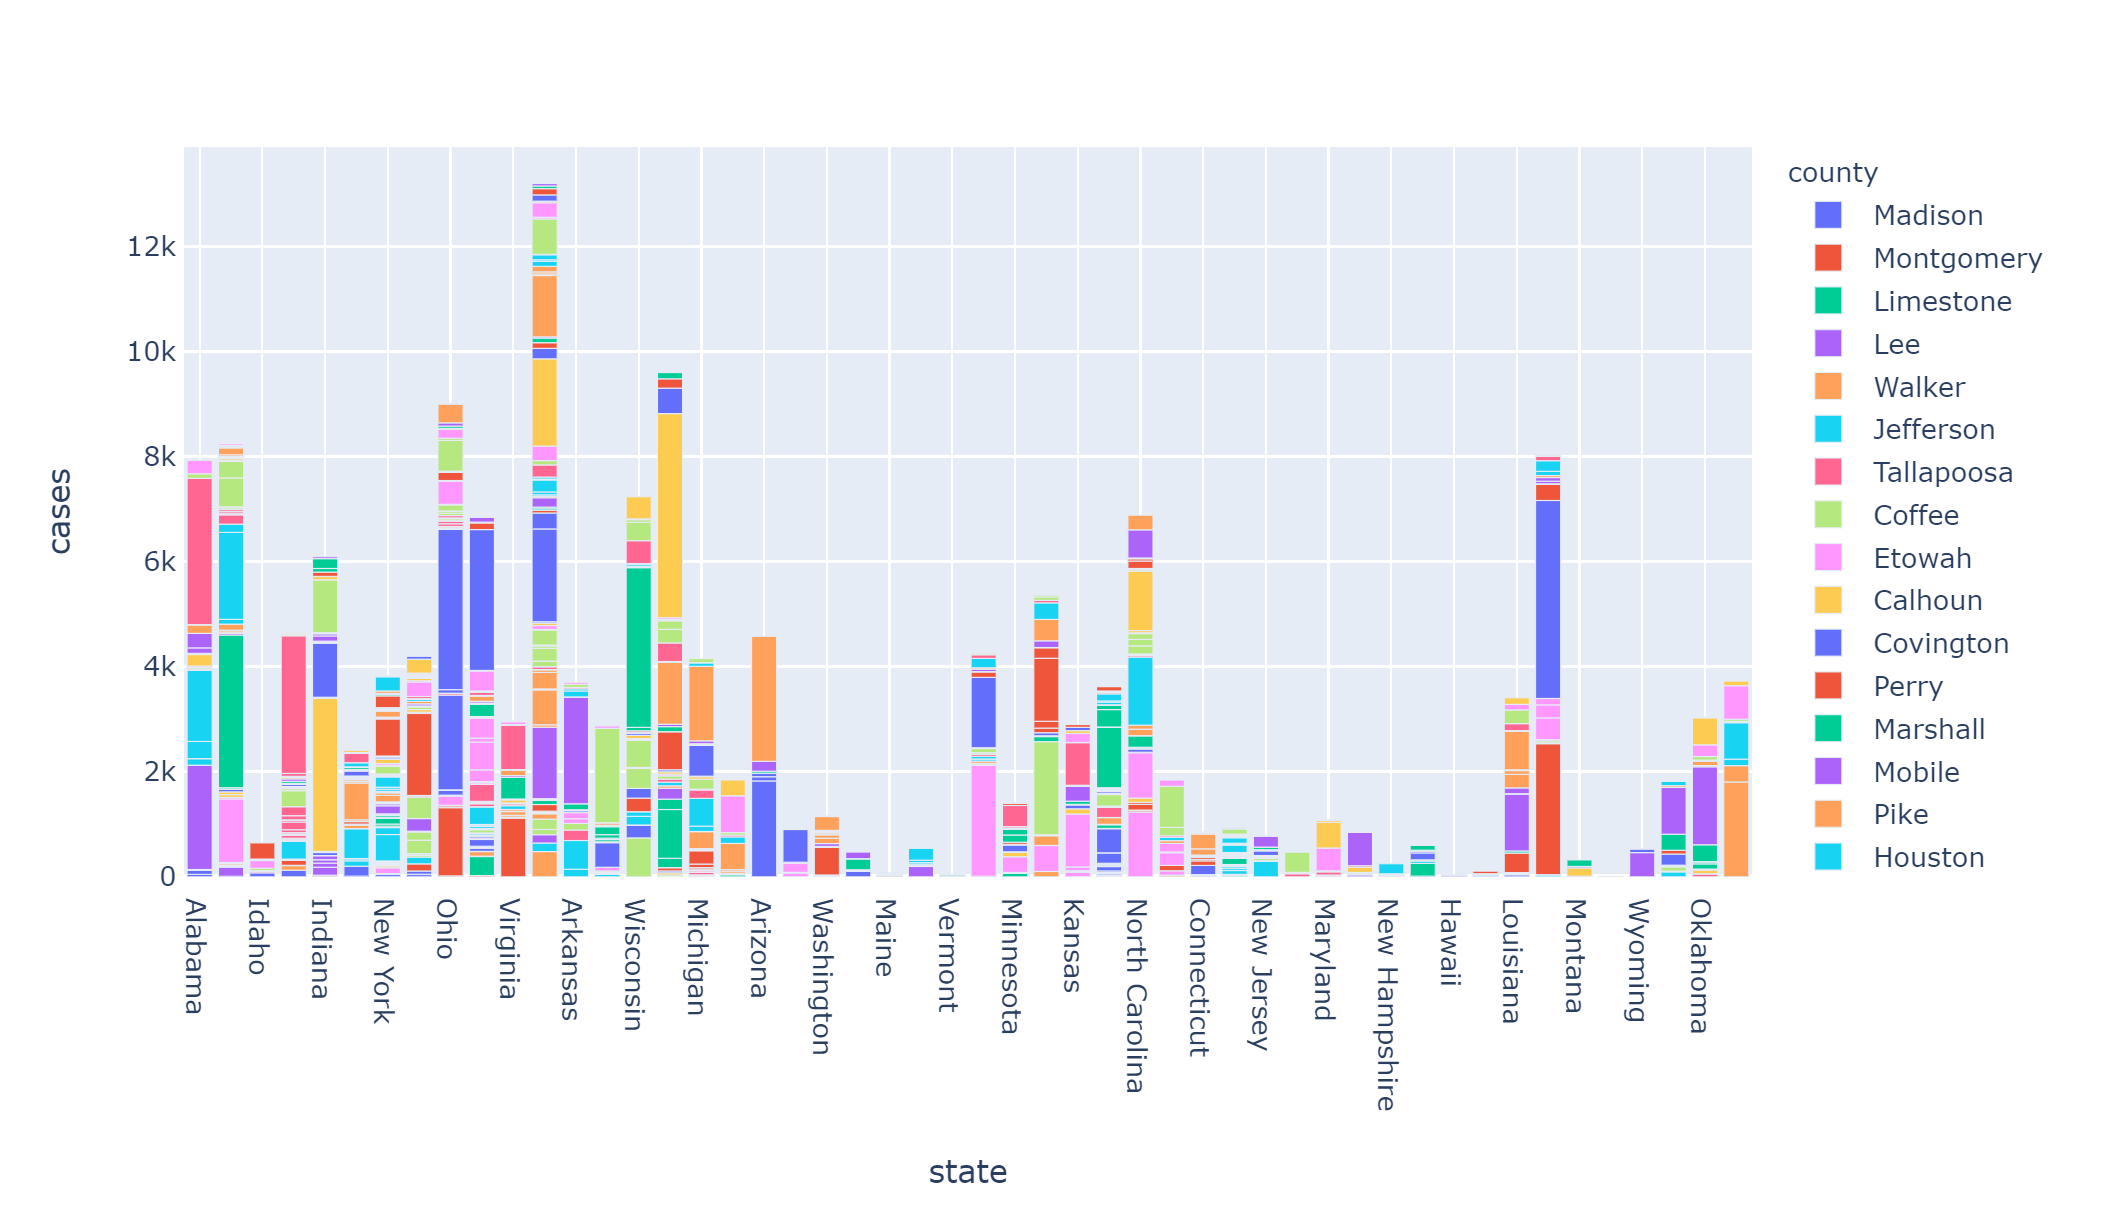 county
Madison
Montgomery
Limestone
Lee
Walker
Jefferson
Tallapoosa
Coffee
Etowah
Calhoun
Covington
Perry
Marshall
Mobile
Pike
Houston
12k
10k
8k
6k
4k
2k
0
cases
Alabama
Idaho
Indiana
New York
Ohio
Virginia
Arkansas
Wisconsin
Michigan
Arizona
Washington
Maine
Vermont
Minnesota
Kansas
North Carolina
Connecticut
New Jersey
Maryland
New Hampshire
Hawaii
Louisiana
Montana
Wyoming
Oklahoma
state